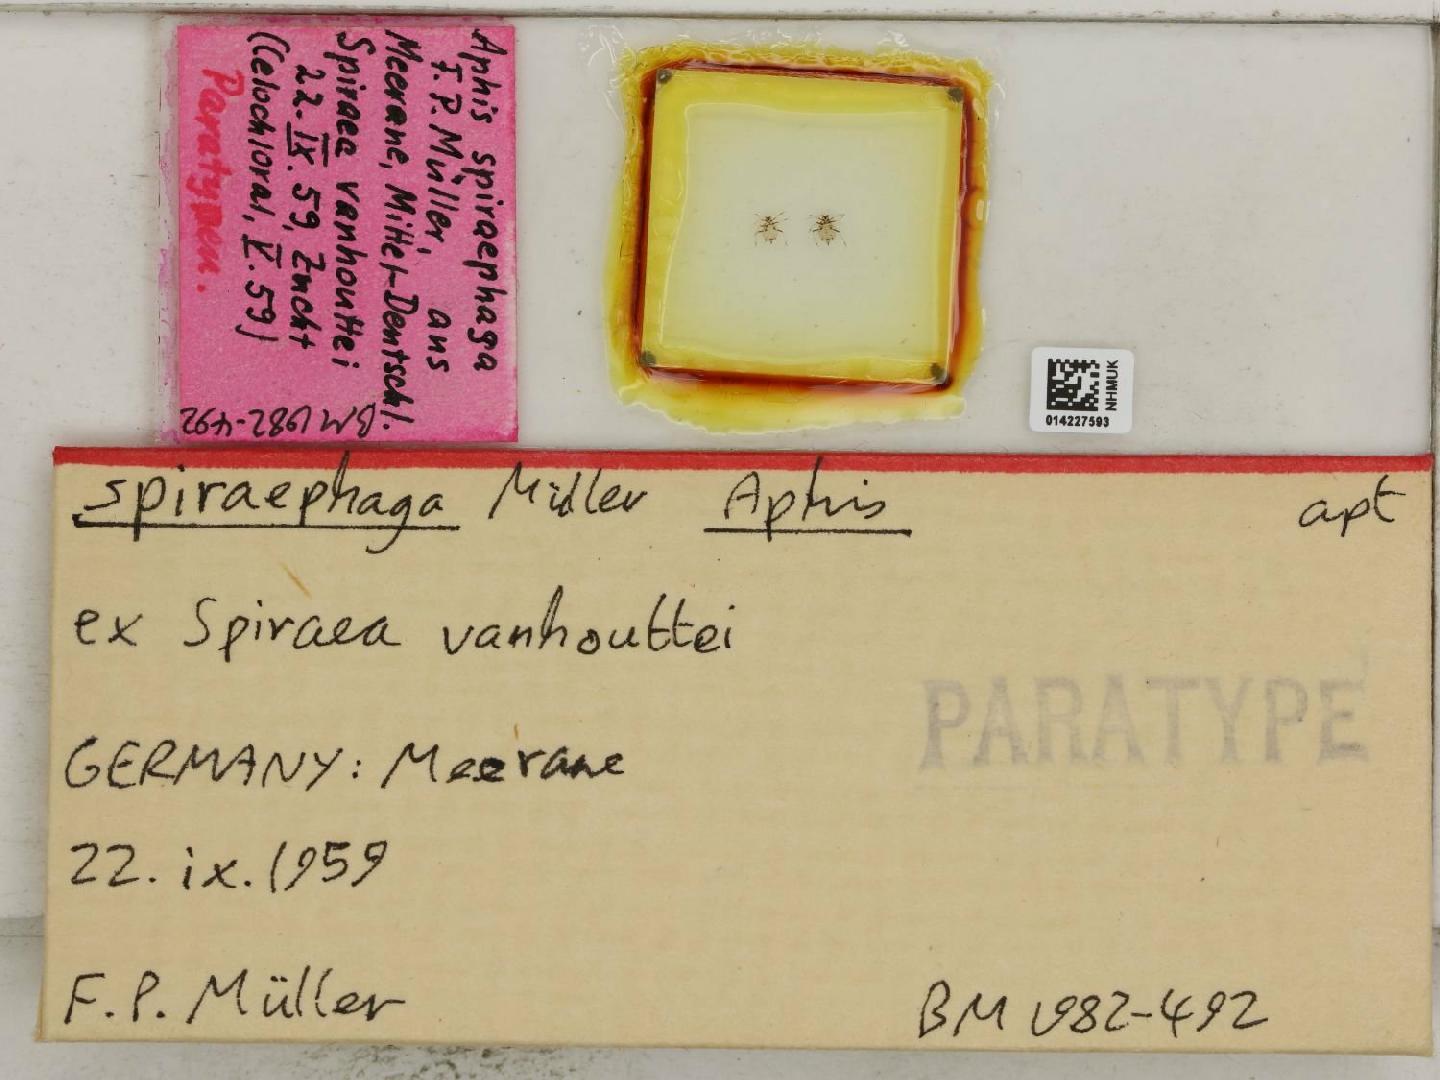 Aphis spiraephaga
F. P. Müller, aus
Meerane, Mittel-Deutschl.
Spiraea vanhouttei
22. IX. 59, Zucht
(Celochloral, X. 59)
Paratypen.
BM 1982-492
NHMUK
014227593
spiraephaga Müller Aphis apt
ex Spiraea vanhouttei
PARATYPE
GERMANY: Meerane
22. ix. 1959
F. P. Müller
BM 1982-492